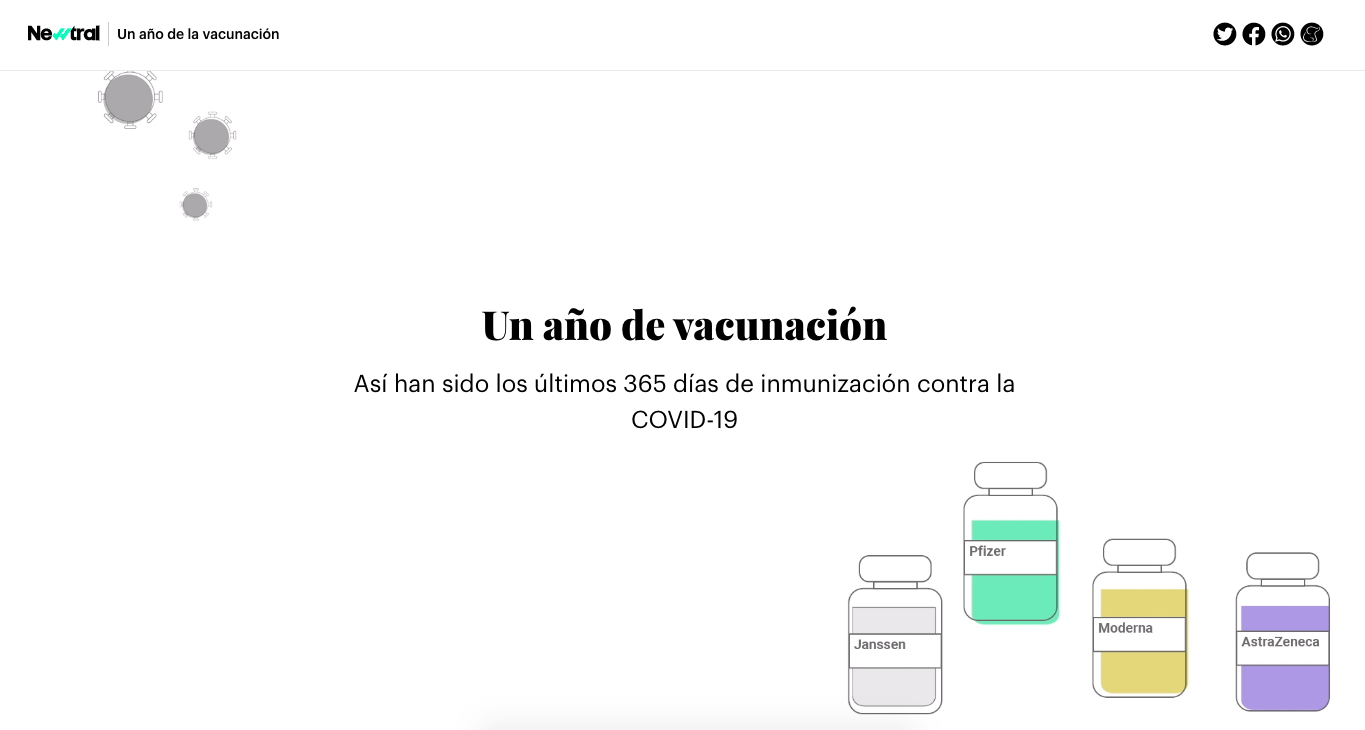 Newtral
Un año de la vacunación
Un año de vacunación
Así han sido los últimos 365 días de inmunización contra la
COVID-19
Pfizer
Janssen
Moderna
AstraZeneca